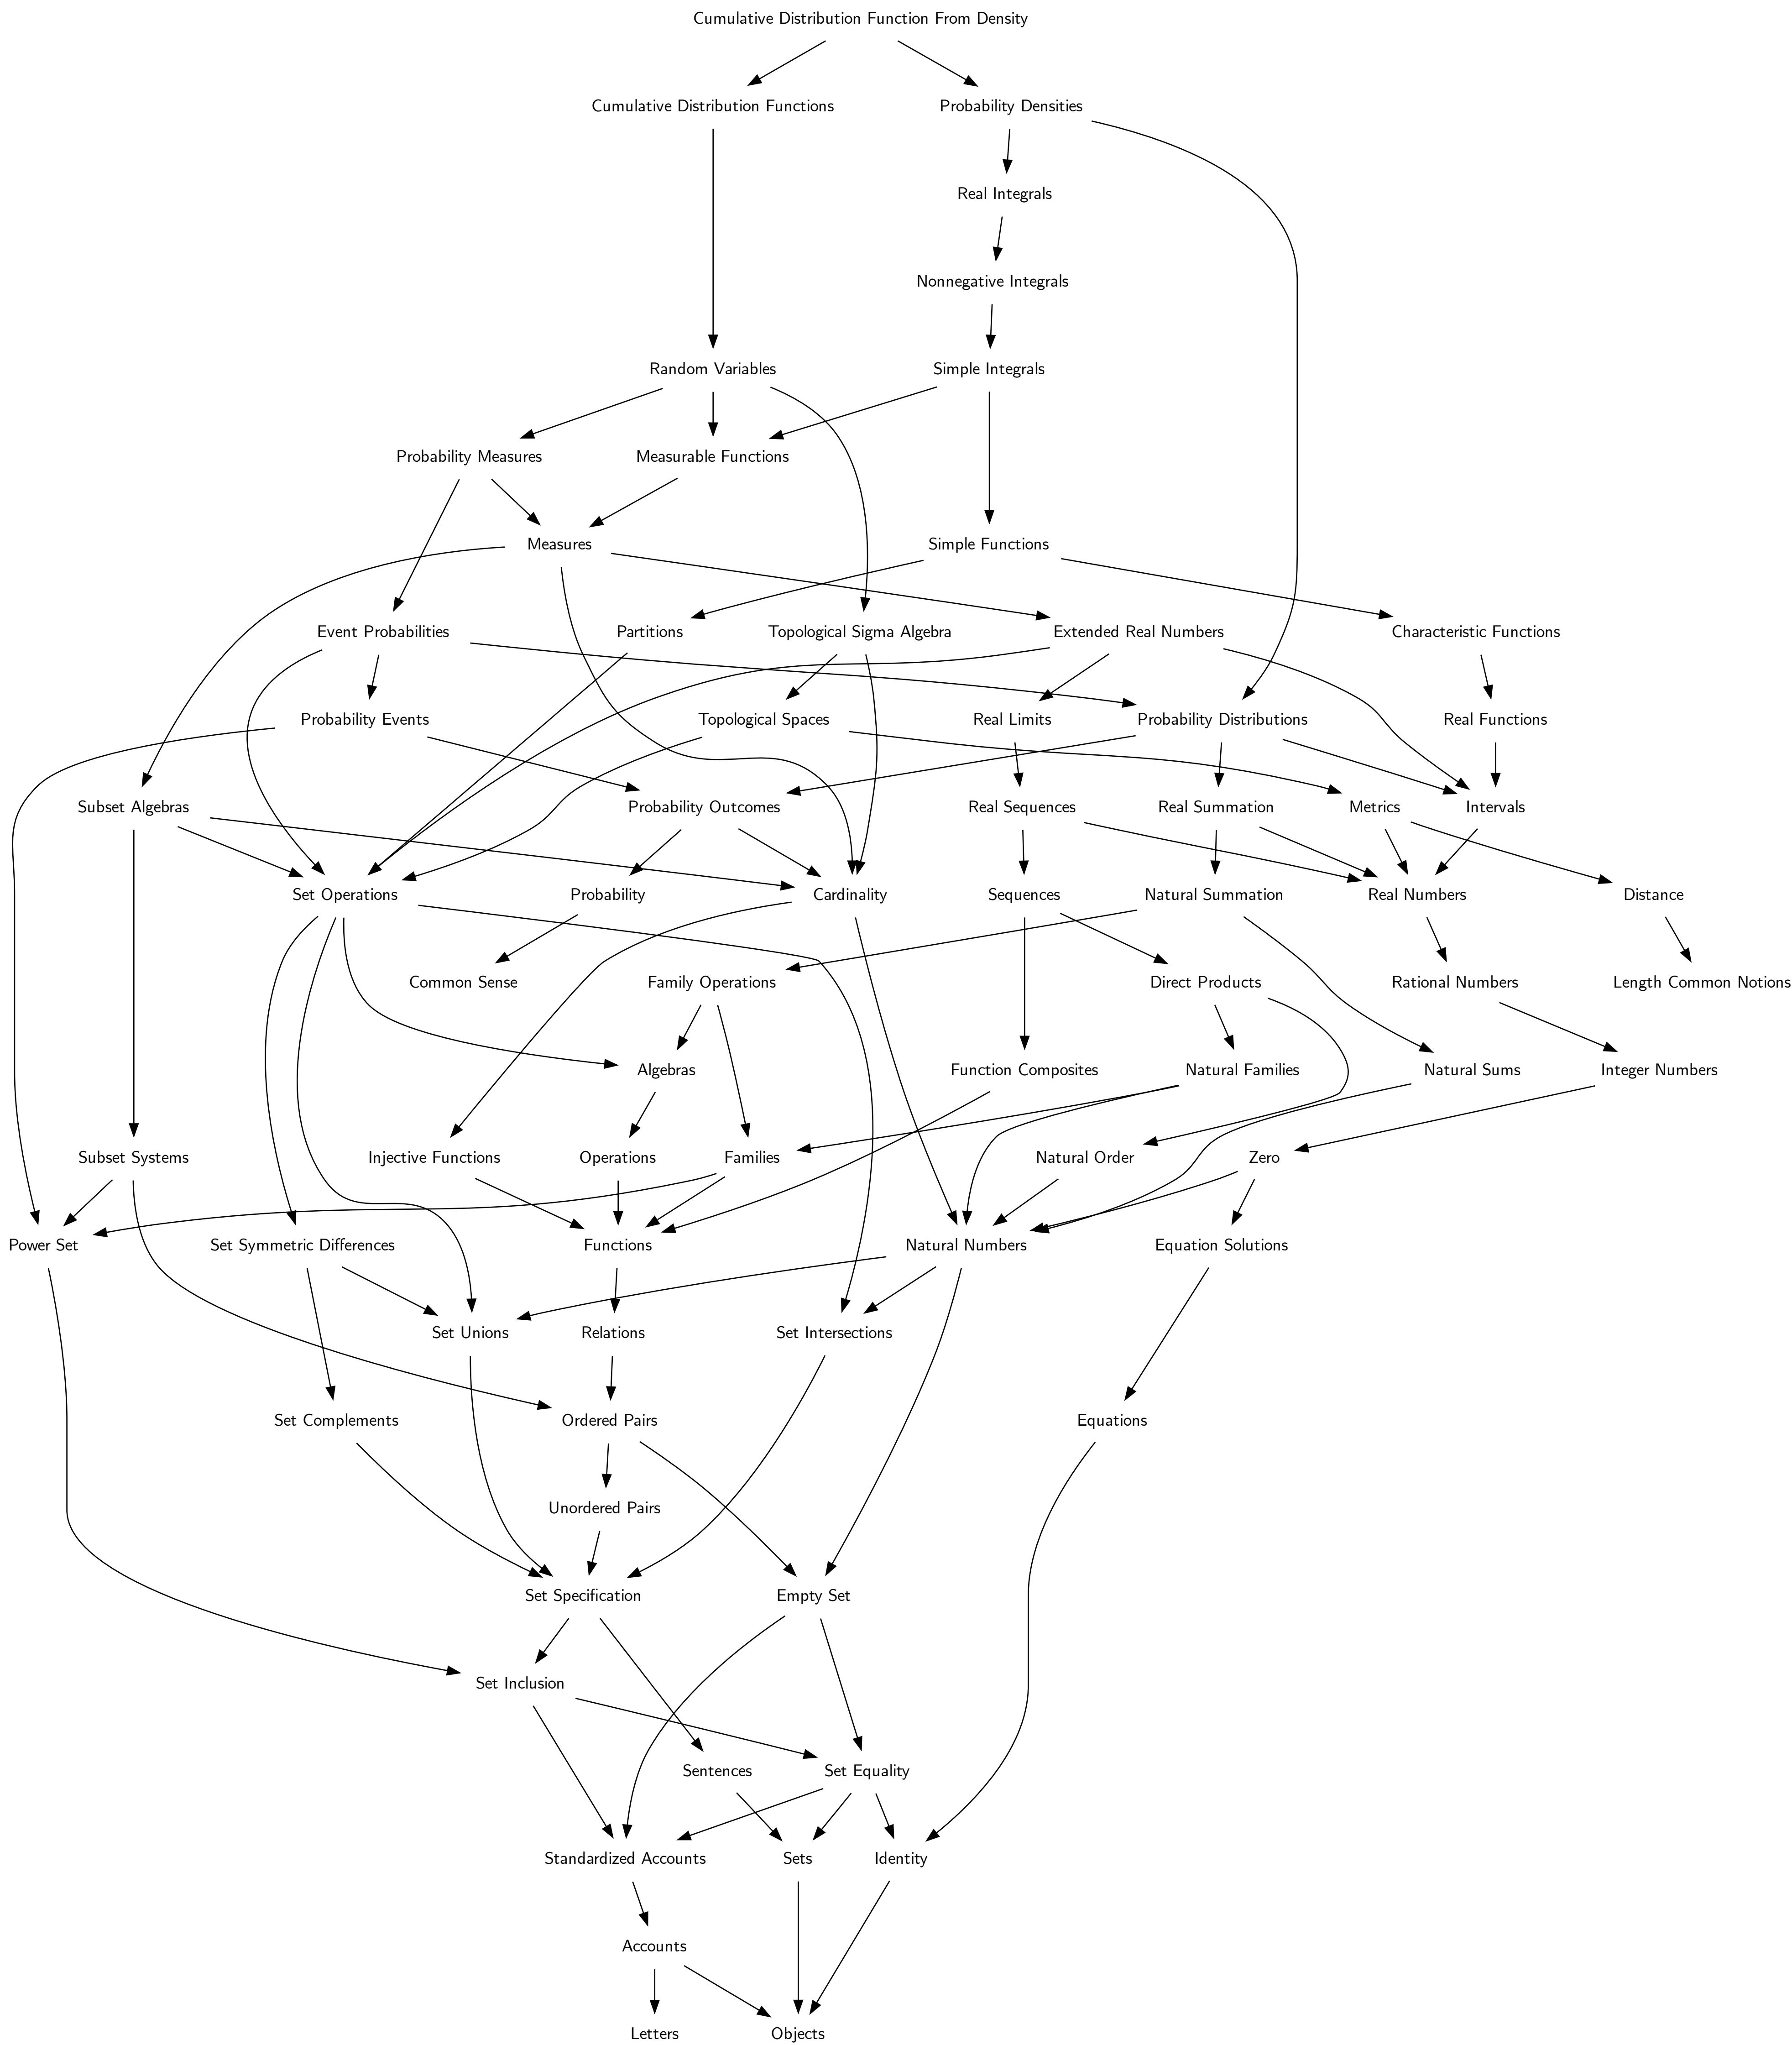 Cumulative Distribution Function From Density
Cumulative Distribution Functions
Probability Densities
Real Integrals
Nonnegative Integrals
Random Variables
Simple Integrals
Probability Measures
Measurable Functions
Measures
Simple Functions
Event Probabilities
Partitions
Topological Sigma Algebra
Extended Real Numbers
Characteristic Functions
Probability Events
Topological Spaces
Real Limits
Probability Distributions
Real Functions
Subset Algebras
Probability Outcomes
Real Sequences
Real Summation
Metrics
Intervals
Set Operations
Probability
Cardinality
Sequences
Natural Summation
Real Numbers
Distance
Common Sense
Family Operations
Direct Products
Rational Numbers
Length Common Notions
Algebras
Function Composites
Natural Families
Natural Sums
Integer Numbers
Subset Systems
Injective Functions
Operations
Families
Natural Order
Zero
Power Set
Set Symmetric Differences
Functions
Natural Numbers
Equation Solutions
Set Unions
Relations
Set Intersections
Set Complements
Ordered Pairs
Equations
Unordered Pairs
Set Specification
Empty Set
Set Inclusion
Sentences
Set Equality
Standardized Accounts
Sets
Identity
Accounts
Letters
Objects